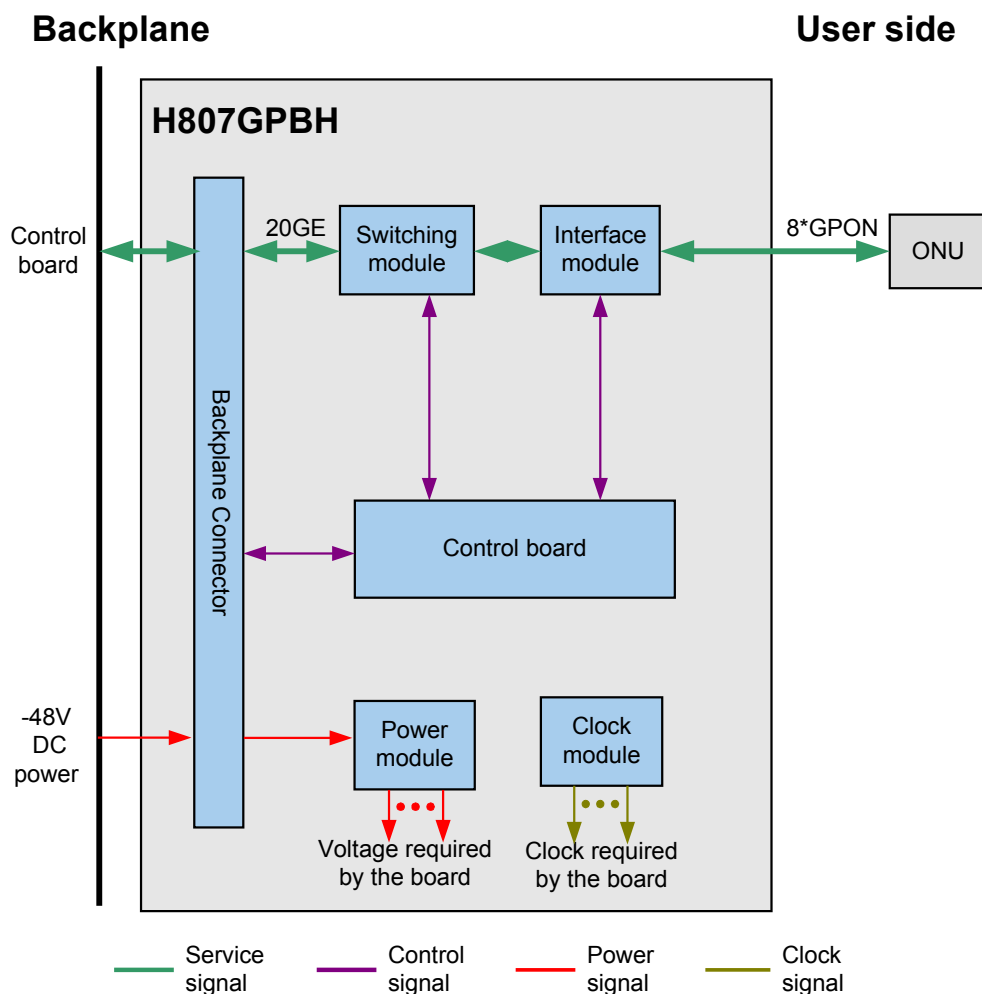 Backplane
User side
H807GPBH
Control
board
20GE
Switching
module
Interface
module
8*GPON
ONU
Backplane Connector
Control board
-48V
DC
power
Power
module
Clock
module
Voltage required
by the board
Clock required
by the board
Service
signal
Control
signal
Power
signal
Clock
signal